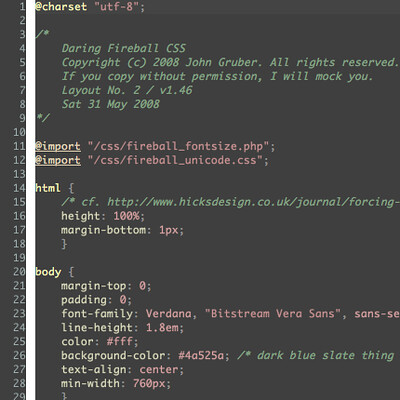 1 @charset "utf-8";
2
3 /*
4 Daring Fireball CSS
5 Copyright (c) 2008 John Gruber. All rights reserved.
6 If you copy without permission, I will mock you.
7 Layout No. 2 / v1.46
8 Sat 31 May 2008
9 */
10
11 @import "/css/fireball_fontsize.php";
12 @import "/css/fireball_unicode.css";
13
14 html {
15 /* cf. http://www.hicksdesign.co.uk/journal/forcing-
16 height: 100%;
17 margin-bottom: 1px;
18 }
19
20 body {
21 margin-top: 0;
22 padding: 0;
23 font-family: Verdana, "Bitstream Vera Sans", sans-se
24 line-height: 1.8em;
25 color: #fff;
26 background-color: #4a525a; /* dark blue slate thing
27 text-align: center;
28 min-width: 760px;
29 }